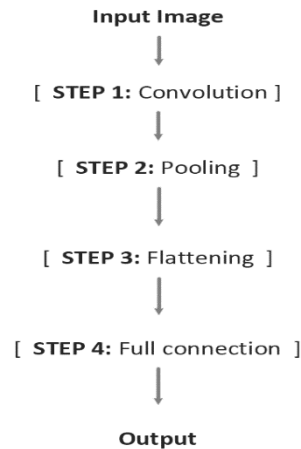 Input Image
[ STEP 1: Convolution ]
[ STEP 2: Pooling ]
[ STEP 3: Flattening ]
[ STEP 4: Full connection ]
Output